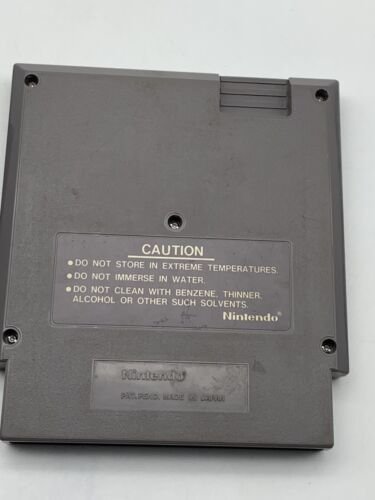 CAUTION
● DO NOT STORE IN EXTREME TEMPERATURES.
● DO NOT IMMERSE IN WATER.
● DO NOT CLEAN WITH BENZENE, THINNER,
ALCOHOL OR OTHER SUCH SOLVENTS.
Nintendo®
Nintendo®
PAT. PEND. MADE IN JAPAN